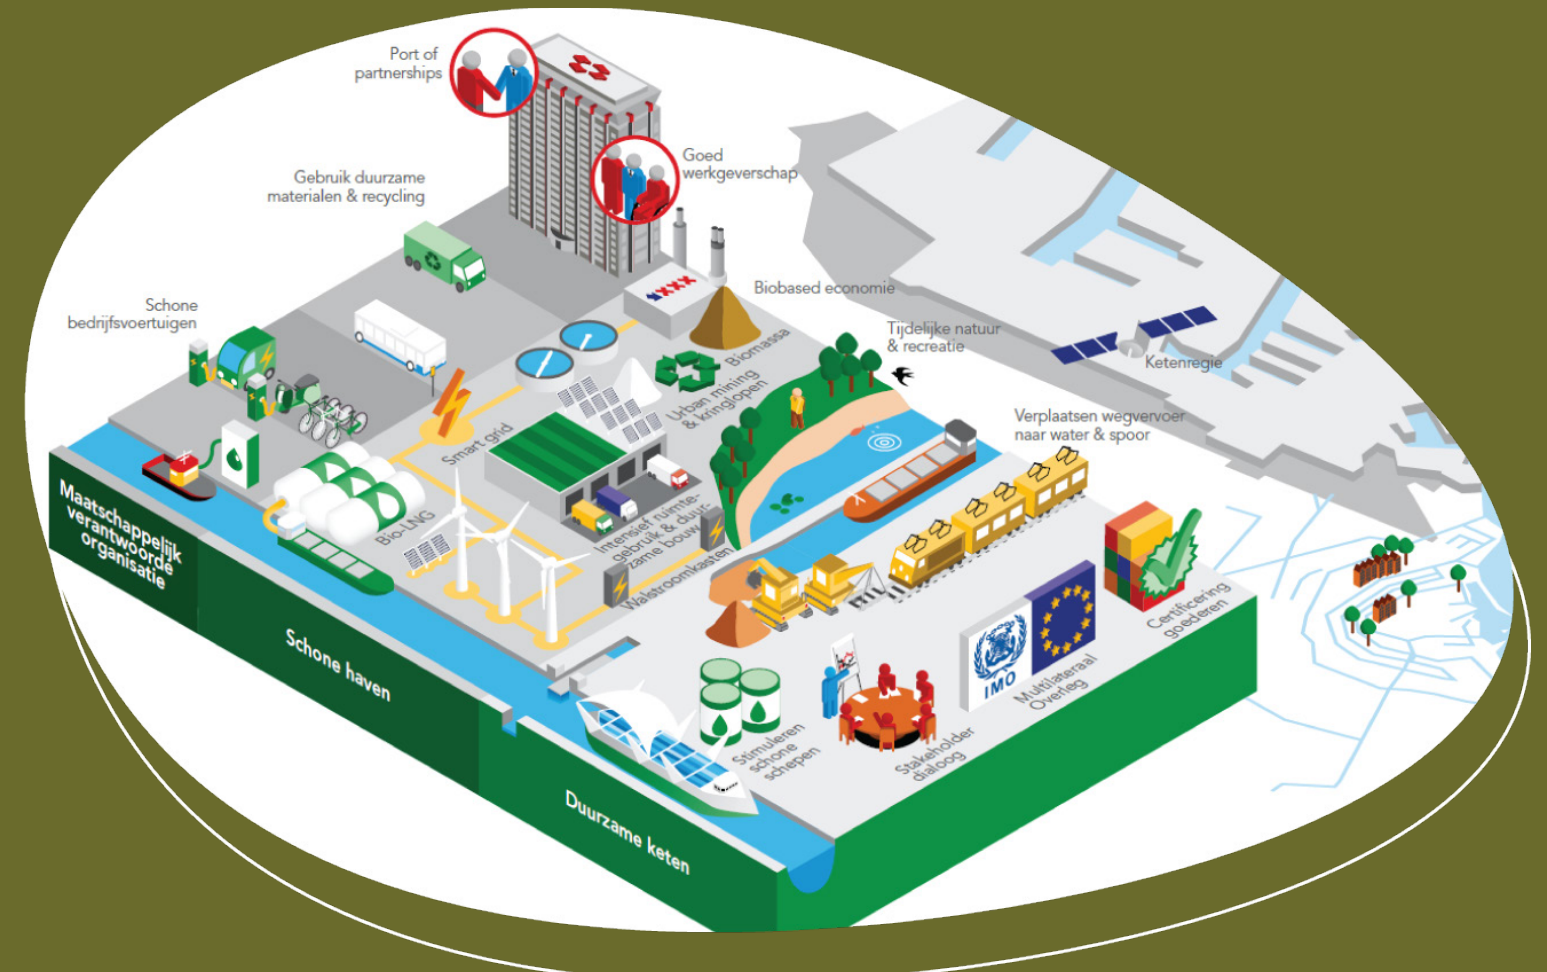 Port of
partnerships
Goed
werkgeverschap
Gebruik duurzame
materialen & recycling
Schone
bedrijfsvoertuigen
XXX
Biobased economie
Biomassa
Tijdelijke natuur
& recreatie
Ketenregie
Urban mining
& kringlopen
Smart grid
Verplaatsen wegvervoer
naar water & spoor
Bio-LNG
Intensief ruimte-
gebruik & duur-
zame bouw
Walstroomkasten
Certificering
goederen
IMO
Multilateraal
Overleg
Stakeholder
dialoog
Stimuleren
schone
schepen
Maatschappelijk
verantwoorde
organisatie
Schone haven
Duurzame keten